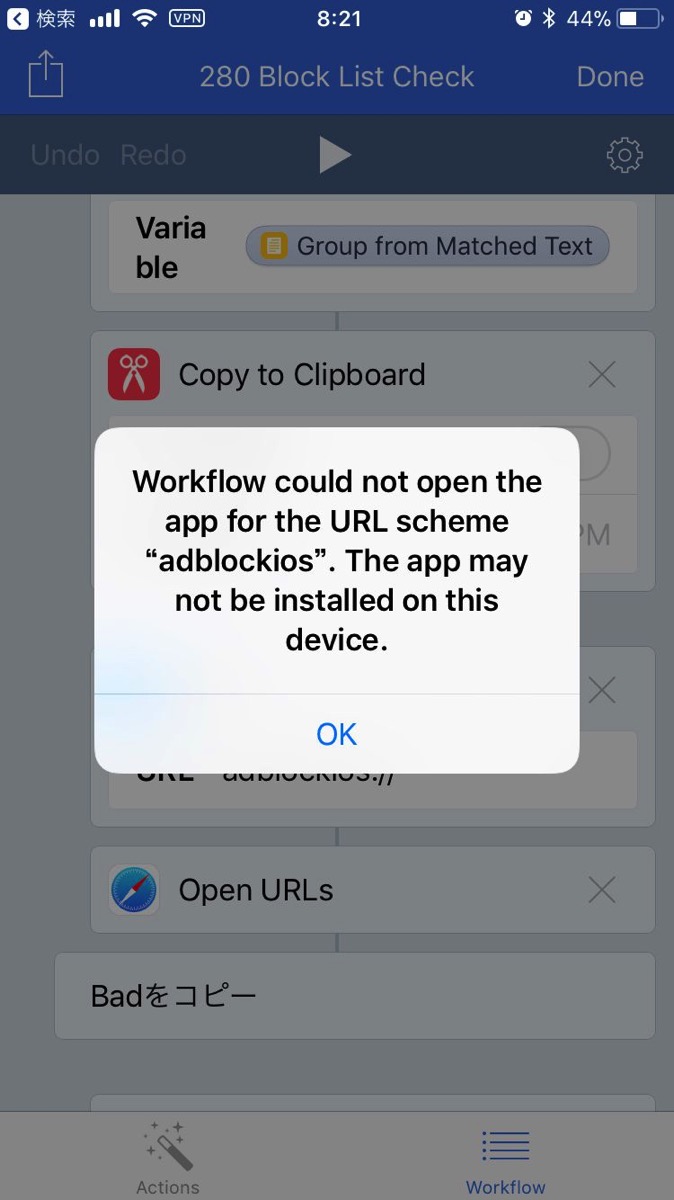 検索 VPN 8:21 44%
280 Block List Check Done
Undo Redo
Varia
ble
Group from Matched Text
Copy to Clipboard
PM
Workflow could not open the
app for the URL scheme
“adblockios”. The app may
not be installed on this
device.
OK
URL adblockios://
Open URLs
Badをコピー
Actions Workflow